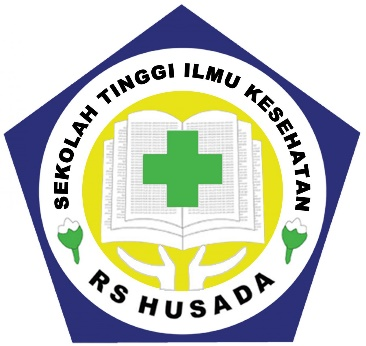 SEKOLAH TINGGI ILMU KESEHATAN
RS HUSADA